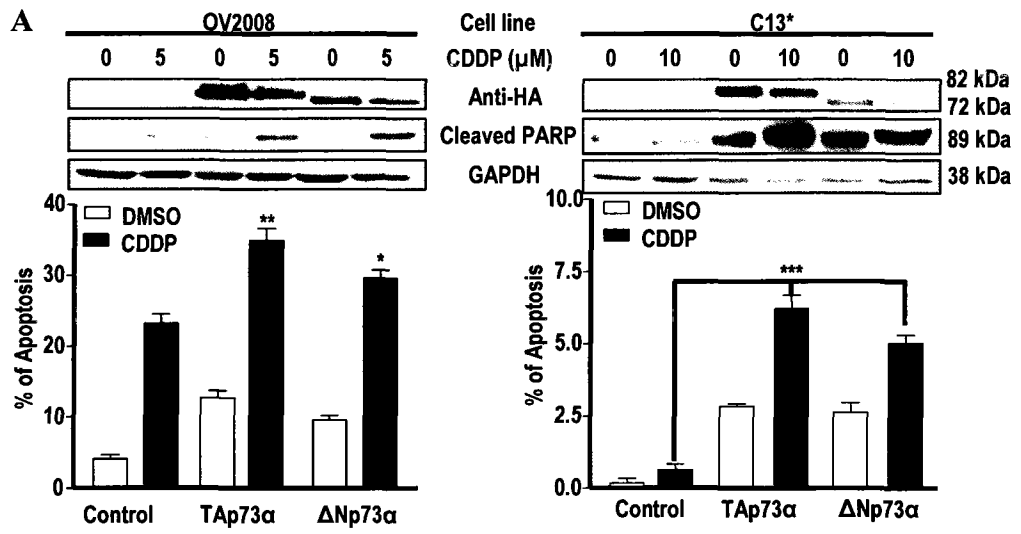 A
OV2008 Cell line C13*
0 5 0 5 0 5 CDDP (μM) 0 10 0 10 0 10
Anti-HA 82 kDa
72 kDa
Cleaved PARP 89 kDa
GAPDH 38 kDa
40
30
20
10
0
% of Apoptosis
DMSO
CDDP
**
*
Control TAp73α ΔNp73α
10.0
7.5
5.0
2.5
0.0
% of Apoptosis
DMSO
CDDP
***
Control TAp73α ΔNp73α